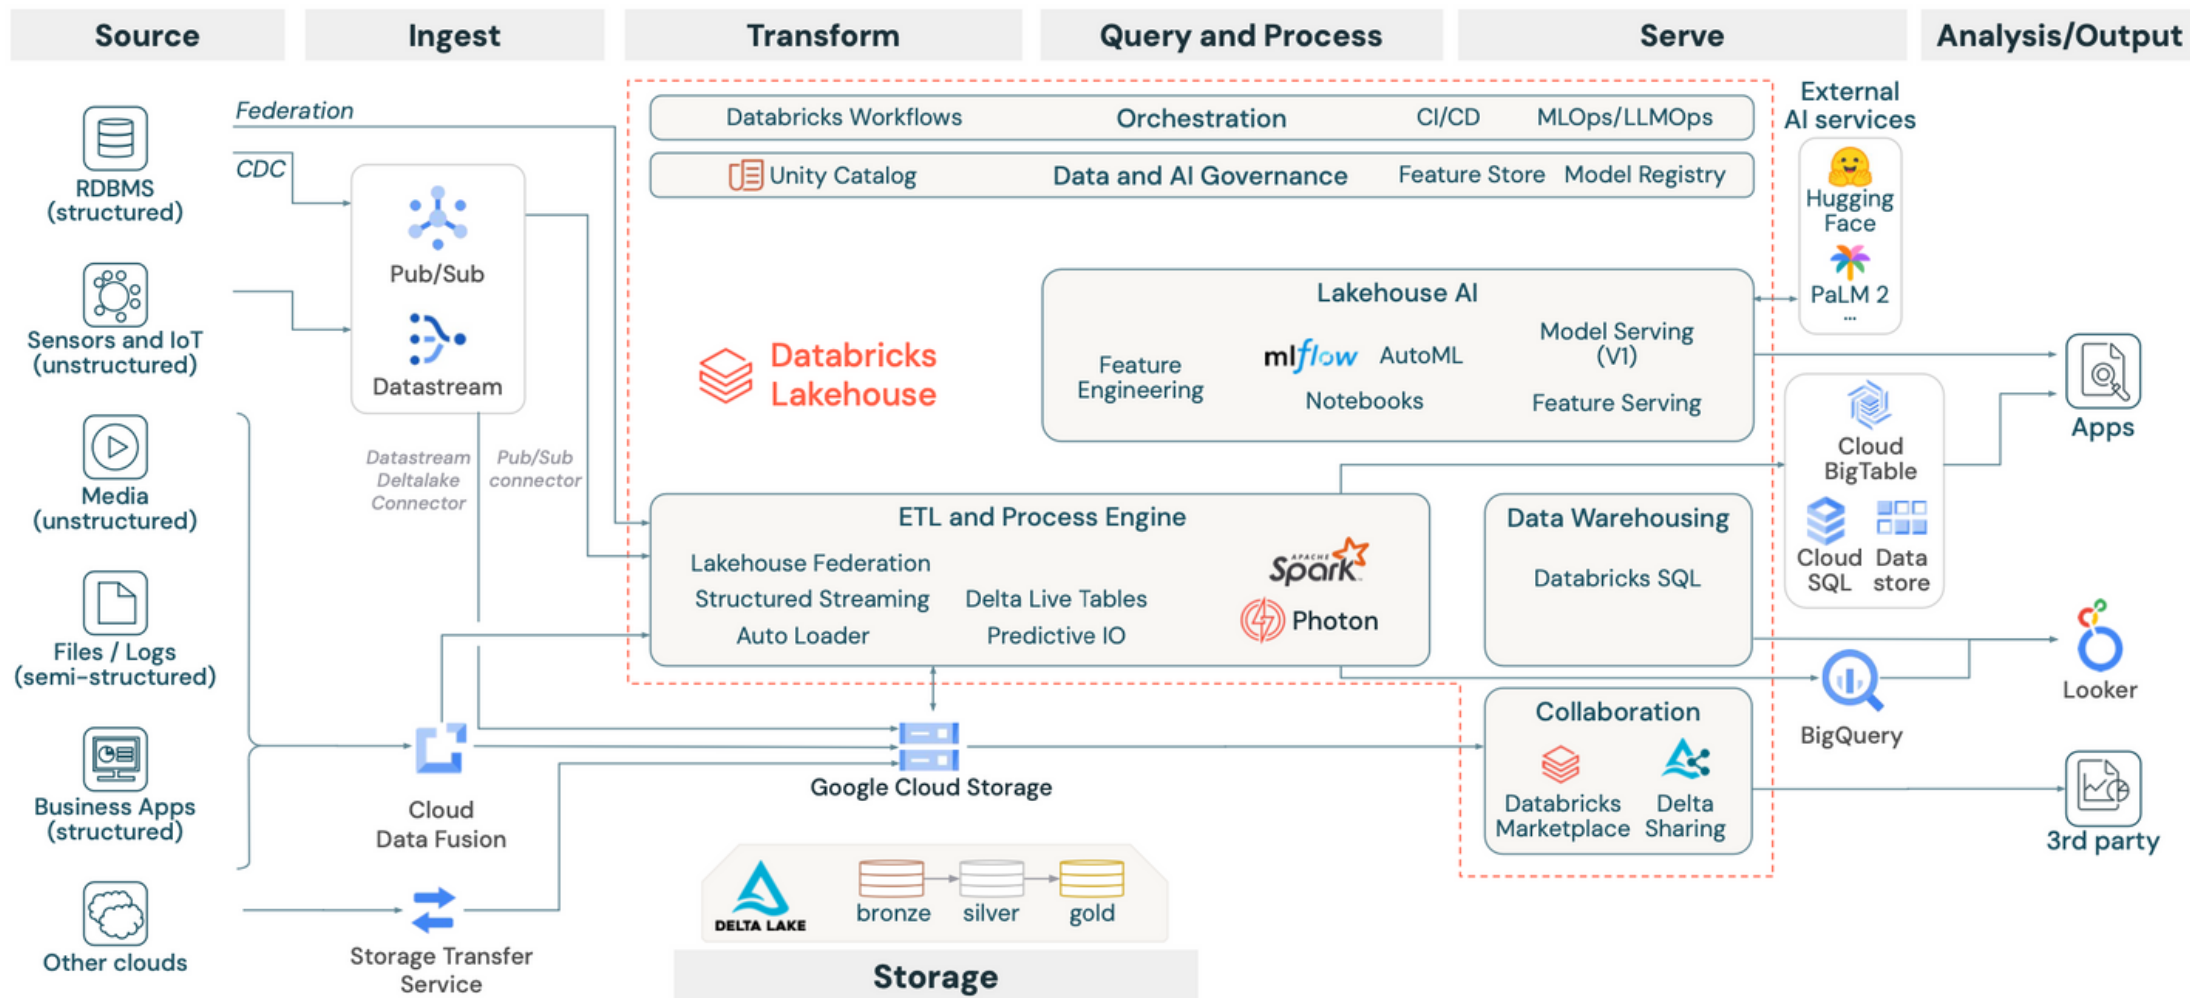 Source
Ingest
Transform
Query and Process
Serve
Analysis/Output
RDBMS
(structured)
Sensors and IoT
(unstructured)
Media
(unstructured)
Files / Logs
(semi-structured)
Business Apps
(structured)
Other clouds
Federation
CDC
Pub/Sub
Datastream
Datastream
Deltalake
Connector
Pub/Sub
connector
Cloud
Data Fusion
Storage Transfer
Service
Databricks Workflows
Orchestration
CI/CD
MLOps/LLMOps
Unity Catalog
Data and AI Governance
Feature Store
Model Registry
Databricks
Lakehouse
Lakehouse AI
Feature
Engineering
mlflow
AutoML
Notebooks
Model Serving
(V1)
Feature Serving
ETL and Process Engine
Lakehouse Federation
Structured Streaming
Auto Loader
Delta Live Tables
Predictive IO
APACHE
Spark
Photon
Data Warehousing
Databricks SQL
Google Cloud Storage
Collaboration
Databricks
Marketplace
Delta
Sharing
DELTA LAKE
bronze
silver
gold
Storage
External
AI services
Hugging
Face
PaLM 2
...
Cloud
BigTable
Cloud
SQL
Data
store
BigQuery
Apps
Looker
3rd party